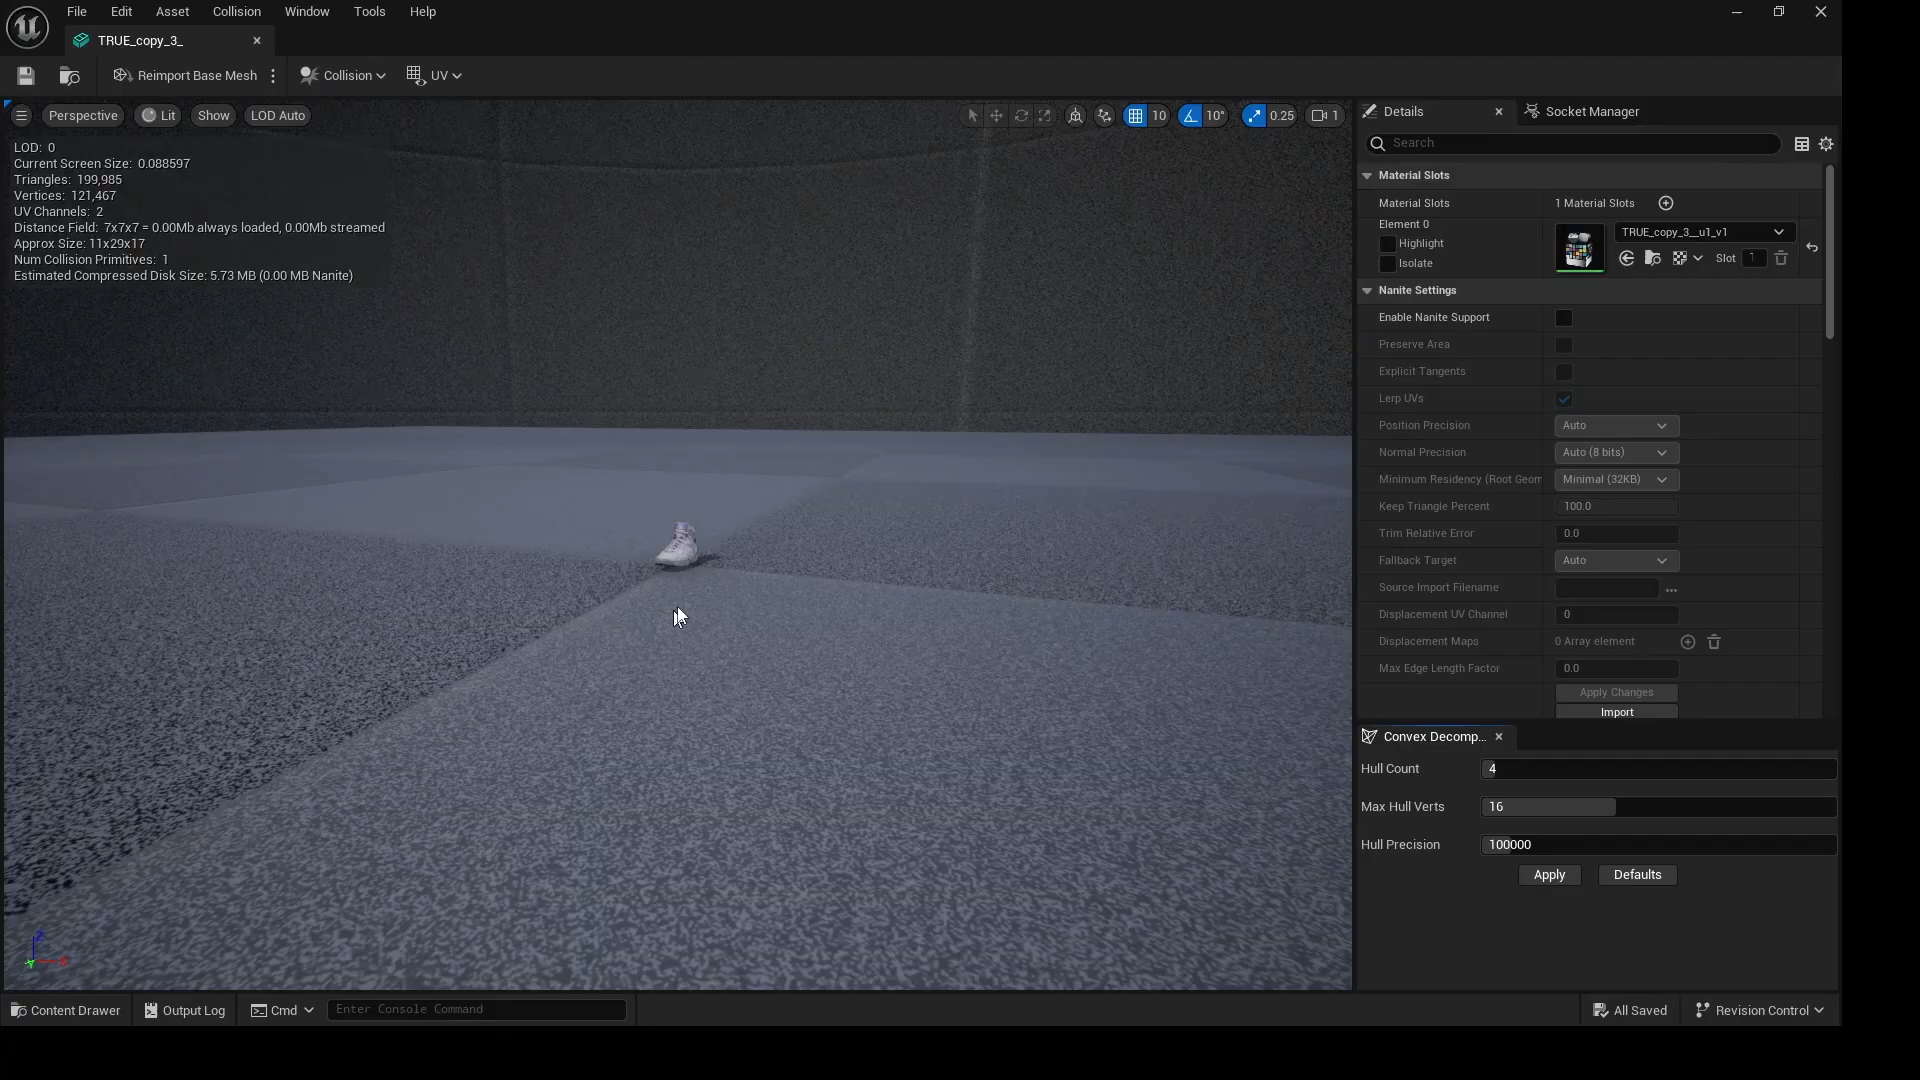 File Edit Asset Collision Window Tools Help
TRUE_copy_3_
Reimport Base Mesh Collision UV
Perspective Lit Show LOD Auto 10 10° 0.25 1
LOD: 0
Current Screen Size: 0.088597
Triangles: 199,985
Vertices: 121,467
UV Channels: 2
Distance Field: 7x7x7 = 0.00Mb always loaded, 0.00Mb streamed
Approx Size: 11x29x17
Num Collision Primitives: 1
Estimated Compressed Disk Size: 5.73 MB (0.00 MB Nanite)
Z
X
Y
Details Socket Manager
Search
Material Slots
Material Slots 1 Material Slots
Element 0
Highlight
Isolate
TRUE_copy_3__u1_v1
Slot 1
Nanite Settings
Enable Nanite Support
Preserve Area
Explicit Tangents
Lerp UVs
Position Precision Auto
Normal Precision Auto (8 bits)
Minimum Residency (Root Geom Minimal (32KB)
Keep Triangle Percent 100.0
Trim Relative Error 0.0
Fallback Target Auto
Source Import Filename
Displacement UV Channel 0
Displacement Maps 0 Array element
Max Edge Length Factor 0.0
Apply Changes
Import
Convex Decomp...
Hull Count 4
Max Hull Verts 16
Hull Precision 100000
Apply Defaults
Content Drawer Output Log Cmd Enter Console Command All Saved Revision Control